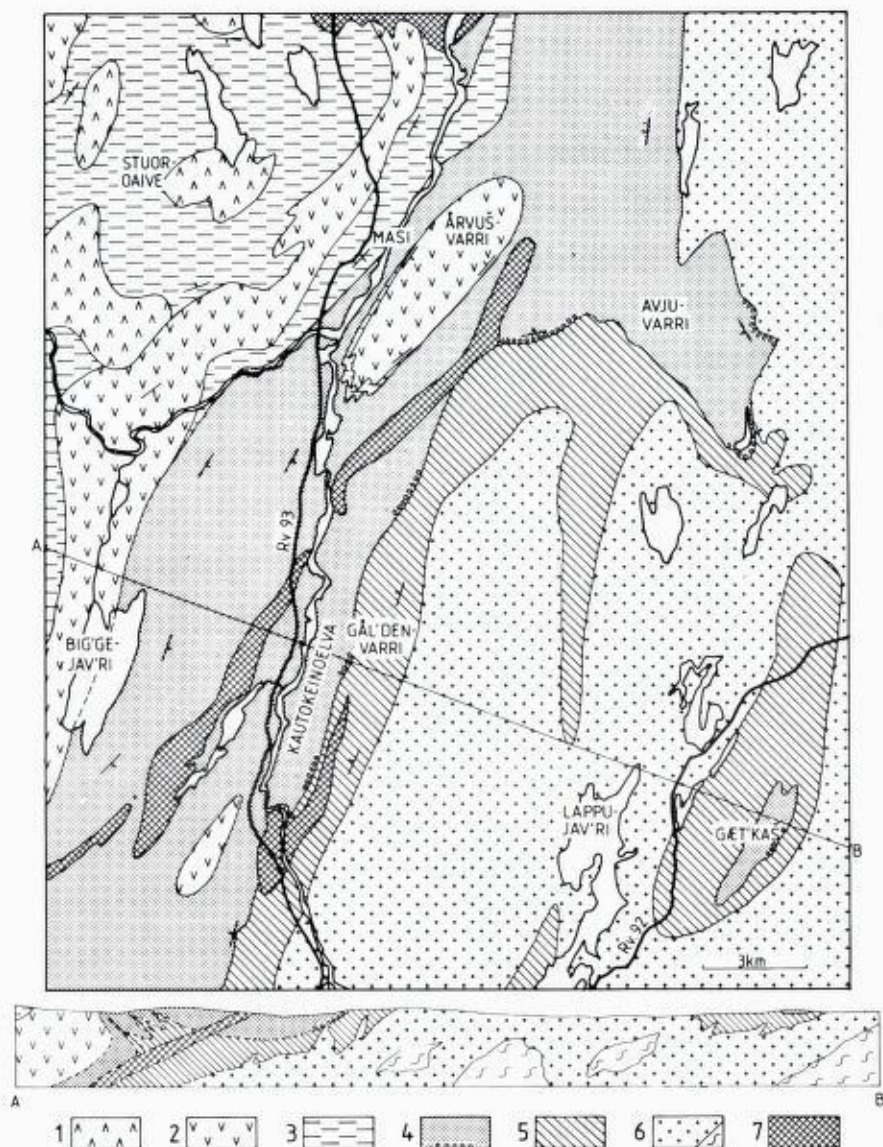 STUOR-
OAIVE
MASI
ÅRVUŠ-
VARRI
AVJU-
VARRI
Rv 93
A
BIG'GE-
JAV'RI
GÅL'DEN-
VARRI
KAUTOKEINOELVA
LAPPU-
JAV'RI
GÆT'KAS
B
Rv 92
3km
A
B
1 2 3 4 5 6 7